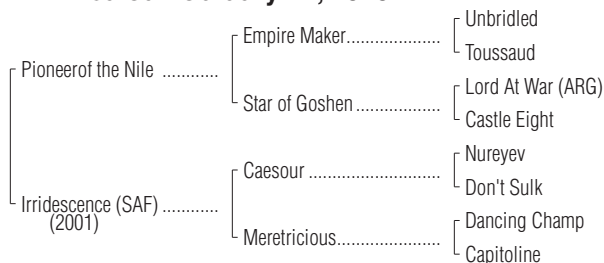 Unbridled
Empire Maker....................
Toussaud
Pioneerof the Nile ............
Lord At War (ARG)
Star of Goshen ..................
Castle Eight
Nureyev
Caesour ............................
Don't Sulk
Irridescence (SAF) ............
(2001)
Dancing Champ
Meretricious......................
Capitoline